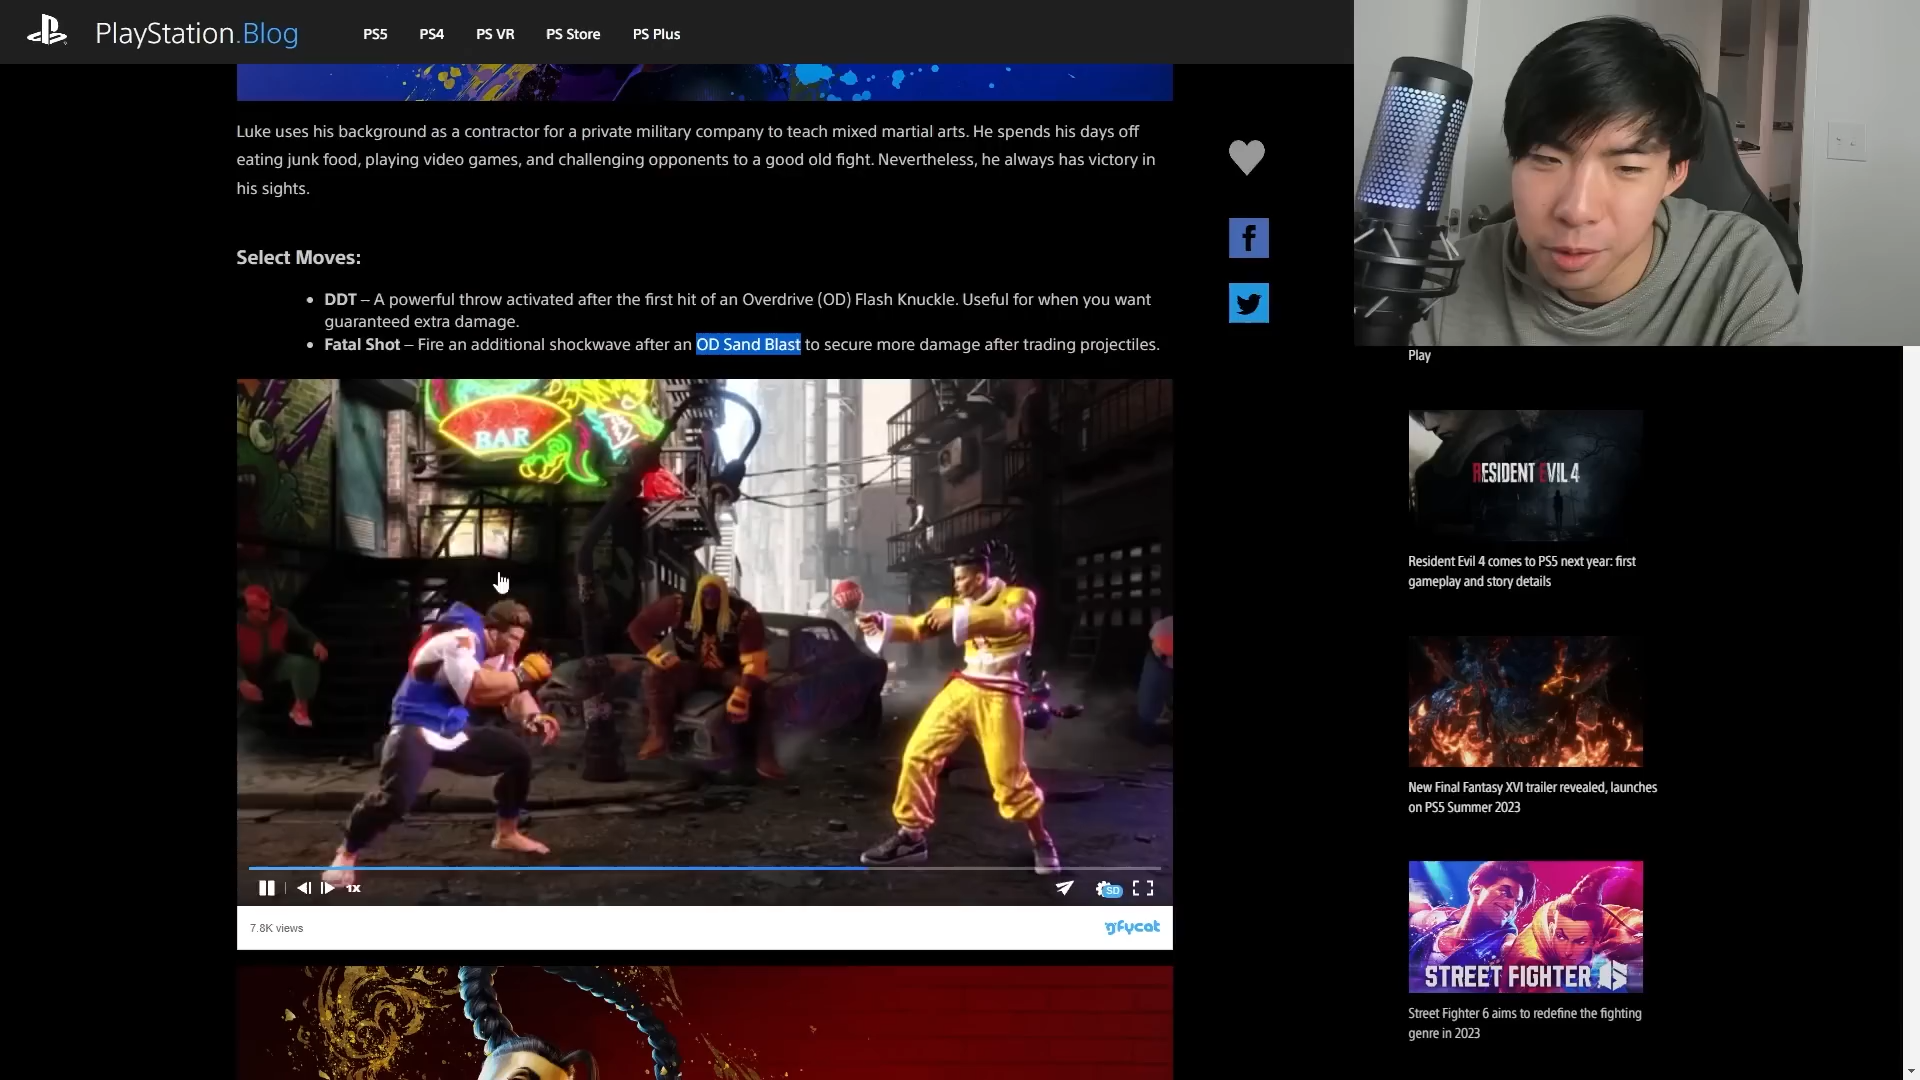 PlayStation.Blog
PS5
PS4
PS VR
PS Store
PS Plus
Luke uses his background as a contractor for a private military company to teach mixed martial arts. He spends his days off
eating junk food, playing video games, and challenging opponents to a good old fight. Nevertheless, he always has victory in
his sights.
Select Moves:
• DDT – A powerful throw activated after the first hit of an Overdrive (OD) Flash Knuckle. Useful for when you want
guaranteed extra damage.
• Fatal Shot – Fire an additional shockwave after an OD Sand Blast to secure more damage after trading projectiles.
BAR
1x
SD
7.8K views
gfycat
Play
RESIDENT EVIL 4
Resident Evil 4 comes to PS5 next year: first
gameplay and story details
New Final Fantasy XVI trailer revealed, launches
on PS5 Summer 2023
STREET FIGHTER 6
Street Fighter 6 aims to redefine the fighting
genre in 2023